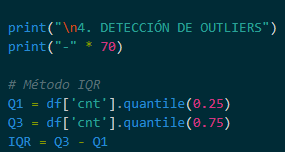 print("\n4. DETECCIÓN DE OUTLIERS")
print("-" * 70)
# Método IQR
Q1 = df['cnt'].quantile(0.25)
Q3 = df['cnt'].quantile(0.75)
IQR = Q3 - Q1